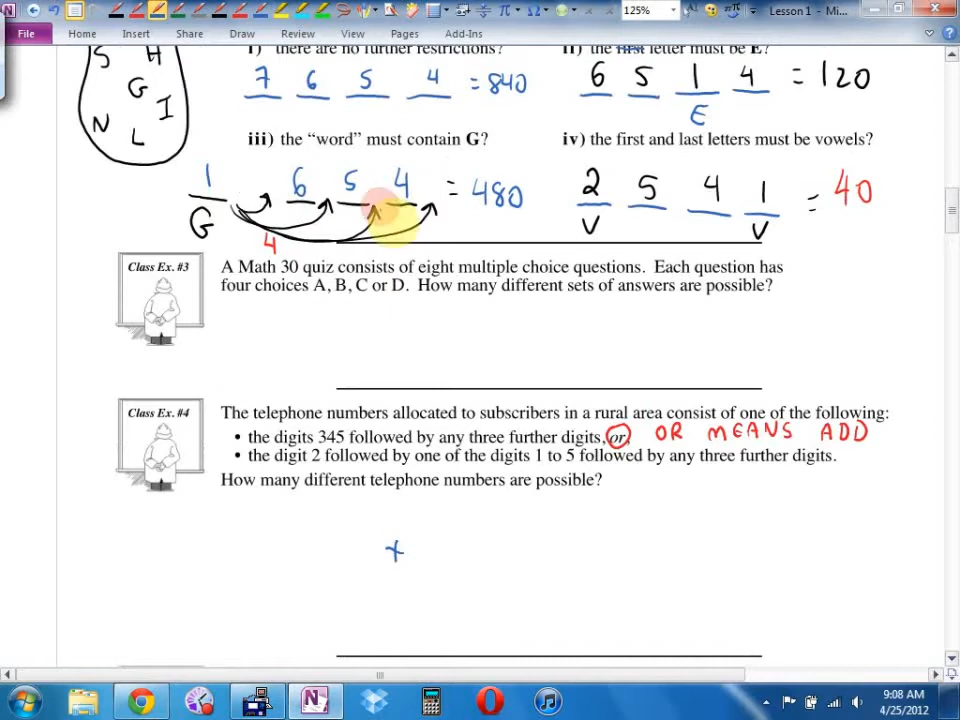 125% Lesson 1 - Mi...
File Home Insert Share Draw Review View Pages Add-Ins
i) there are no further restrictions? ii) the first letter must be E?
S H G I N L
7 6 5 4 = 840 6 5 1 4 = 120
E
iii) the “word” must contain G? iv) the first and last letters must be vowels?
1 6 5 4 = 480 2 5 4 1 = 40
G 4 V V
Class Ex. #3 A Math 30 quiz consists of eight multiple choice questions. Each question has
four choices A, B, C or D. How many different sets of answers are possible?
Class Ex. #4 The telephone numbers allocated to subscribers in a rural area consist of one of the following:
• the digits 345 followed by any three further digits, or OR MEANS ADD
• the digit 2 followed by one of the digits 1 to 5 followed by any three further digits.
How many different telephone numbers are possible?
+
9:08 AM
4/25/2012